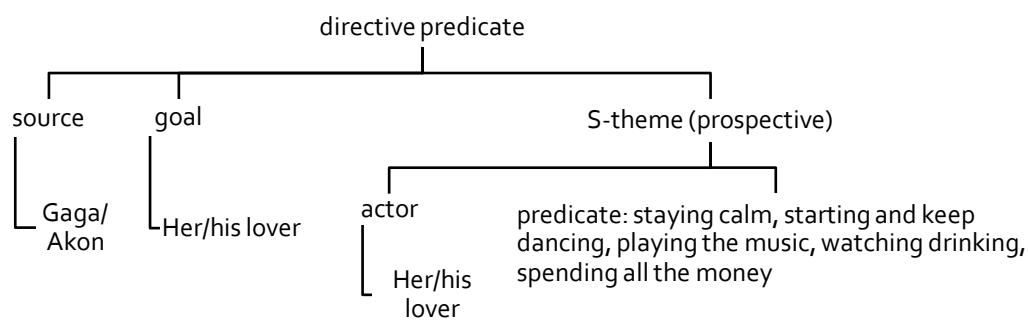 directive predicate
source
goal
S-theme (prospective)
Gaga/
Akon
Her/his lover
actor
predicate: staying calm, starting and keep
dancing, playing the music, watching drinking,
spending all the money
Her/his
lover